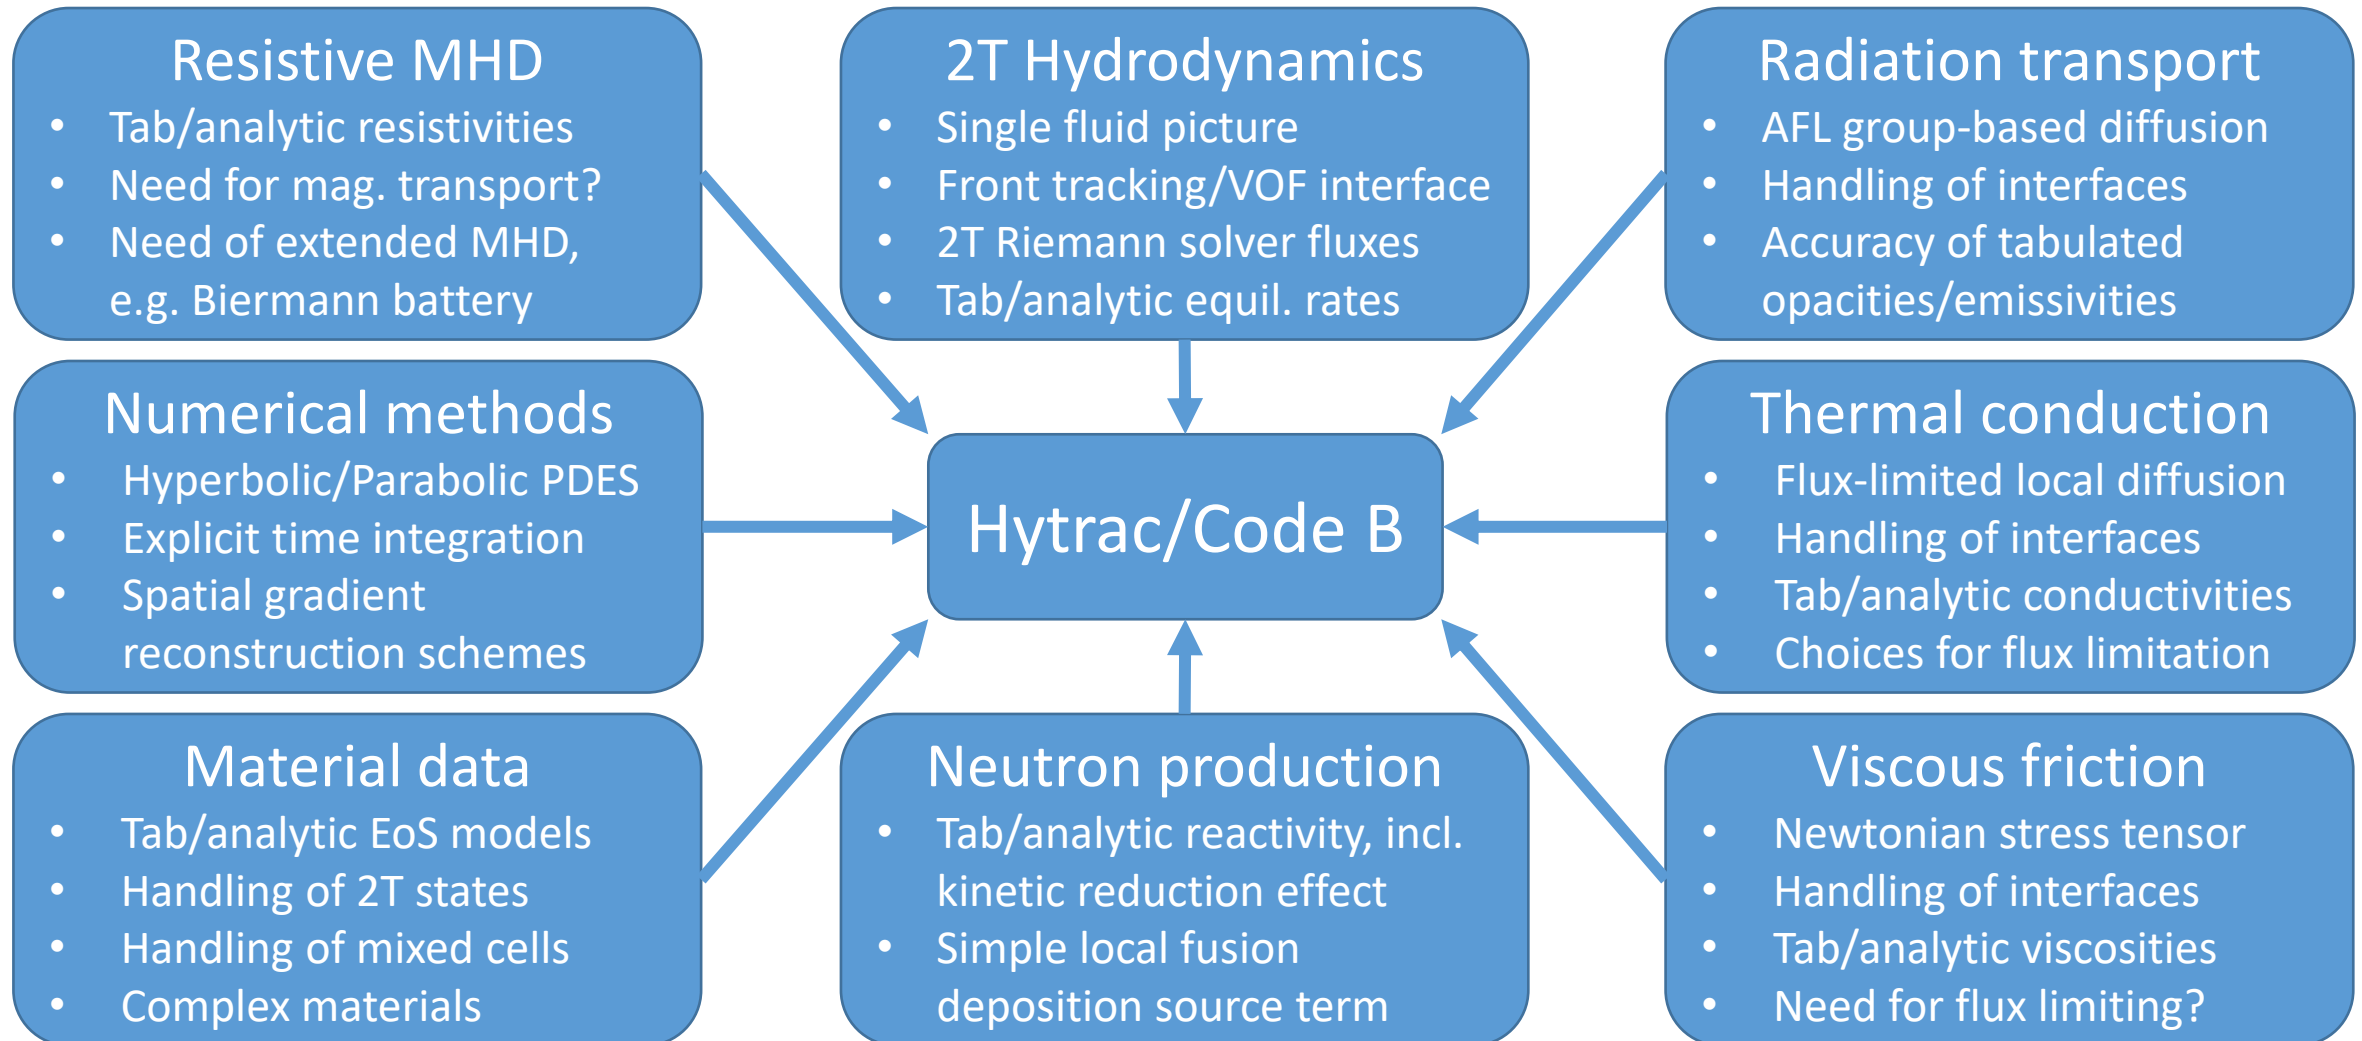 Resistive MHD
• Tab/analytic resistivities
• Need for mag. transport?
• Need of extended MHD,
e.g. Biermann battery
2T Hydrodynamics
• Single fluid picture
• Front tracking/VOF interface
• 2T Riemann solver fluxes
• Tab/analytic equil. rates
Radiation transport
• AFL group-based diffusion
• Handling of interfaces
• Accuracy of tabulated
opacities/emissivities
Numerical methods
• Hyperbolic/Parabolic PDES
• Explicit time integration
• Spatial gradient
reconstruction schemes
Hytrac/Code B
Thermal conduction
• Flux-limited local diffusion
• Handling of interfaces
• Tab/analytic conductivities
• Choices for flux limitation
Material data
• Tab/analytic EoS models
• Handling of 2T states
• Handling of mixed cells
• Complex materials
Neutron production
• Tab/analytic reactivity, incl.
kinetic reduction effect
• Simple local fusion
deposition source term
Viscous friction
• Newtonian stress tensor
• Handling of interfaces
• Tab/analytic viscosities
• Need for flux limiting?